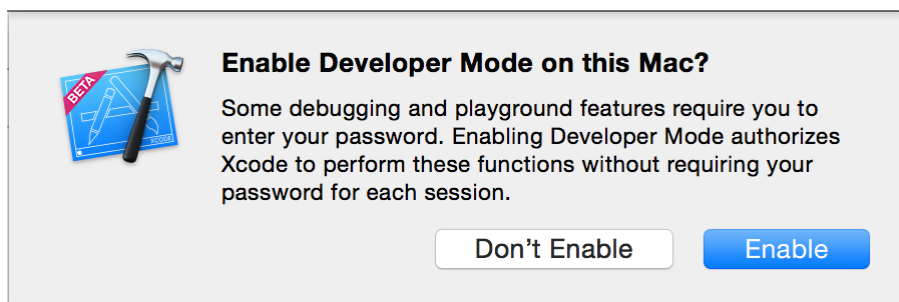 Enable Developer Mode on this Mac?
Some debugging and playground features require you to
enter your password. Enabling Developer Mode authorizes
Xcode to perform these functions without requiring your
password for each session.
BETA
XCODE
Don't Enable
Enable